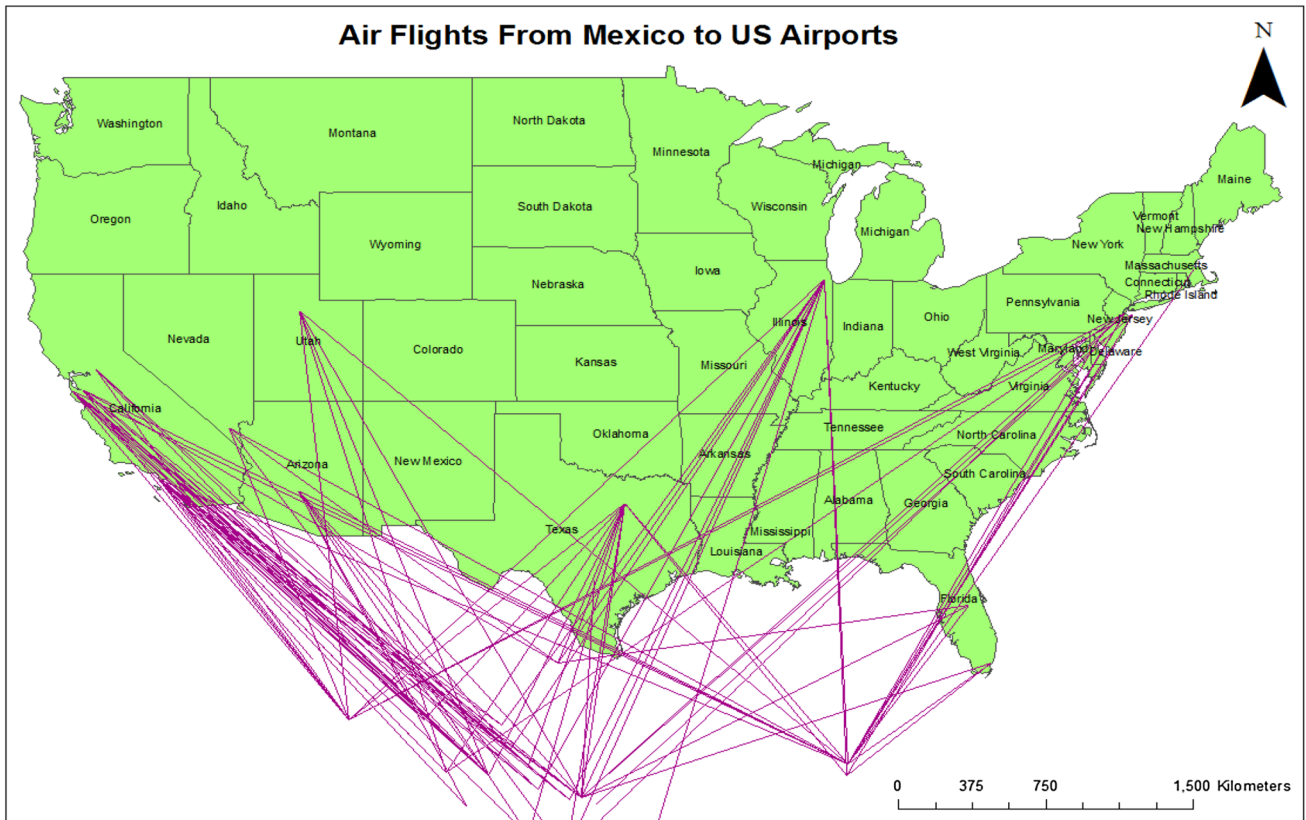 Air Flights From Mexico to US Airports
N
Washington
Montana
North Dakota
Minnesota
Michigan
Maine
Oregon
Idaho
South Dakota
Wisconsin
Michigan
Vermont
New Hampshire
New York
Wyoming
Iowa
Massachusetts
Connecticut
Rhode Island
Nebraska
Pennsylvania
Nevada
Utah
Colorado
Illinois
Indiana
Ohio
New Jersey
Kansas
Missouri
West Virginia
Maryland
Delaware
Kentucky
Virginia
California
Oklahoma
Tennessee
North Carolina
Arizona
New Mexico
Arkansas
South Carolina
Alabama
Georgia
Texas
Mississippi
Louisiana
Florida
0 375 750 1,500 Kilometers